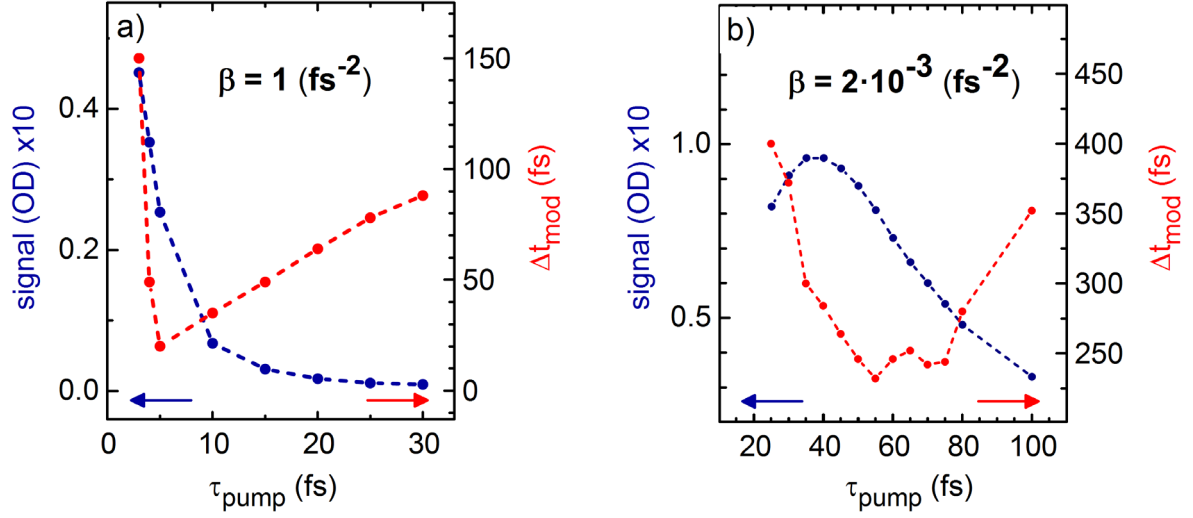 a)
β = 1 (fs⁻²)
signal (OD) x10
0.4
0.2
0.0
150
100
50
0
Δt_mod (fs)
0 10 20 30
τ_pump (fs)
b)
β = 2·10⁻³ (fs⁻²)
signal (OD) x10
1.0
0.5
450
400
350
300
250
Δt_mod (fs)
20 40 60 80 100
τ_pump (fs)